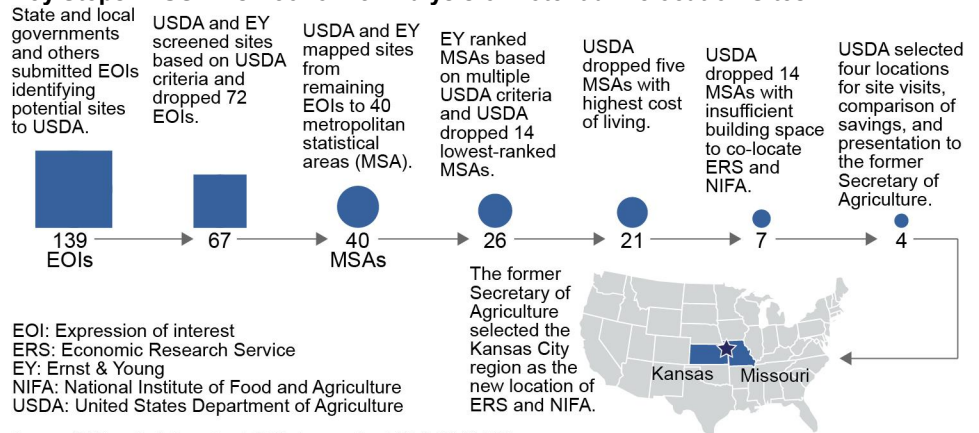 State and local
governments
and others
submitted EOIs
identifying
potential sites
to USDA.
USDA and EY
screened sites
based on USDA
criteria and
dropped 72
EOIs.
USDA and EY
mapped sites
from
remaining
EOIs to 40
metropolitan
statistical
areas (MSA).
EY ranked
MSAs based
on multiple
USDA criteria
and USDA
dropped 14
lowest-ranked
MSAs.
USDA
dropped five
MSAs with
highest cost
of living.
USDA
dropped 14
MSAs with
insufficient
building space
to co-locate
ERS and
NIFA.
USDA selected
four locations
for site visits,
comparison of
savings, and
presentation to
the former
Secretary of
Agriculture.
139
EOIs
67
40
MSAs
26
21
7
4
The former
Secretary of
Agriculture
selected the
Kansas City
region as the
new location of
ERS and NIFA.
Kansas
Missouri
EOI: Expression of interest
ERS: Economic Research Service
EY: Ernst & Young
NIFA: National Institute of Food and Agriculture
USDA: United States Department of Agriculture